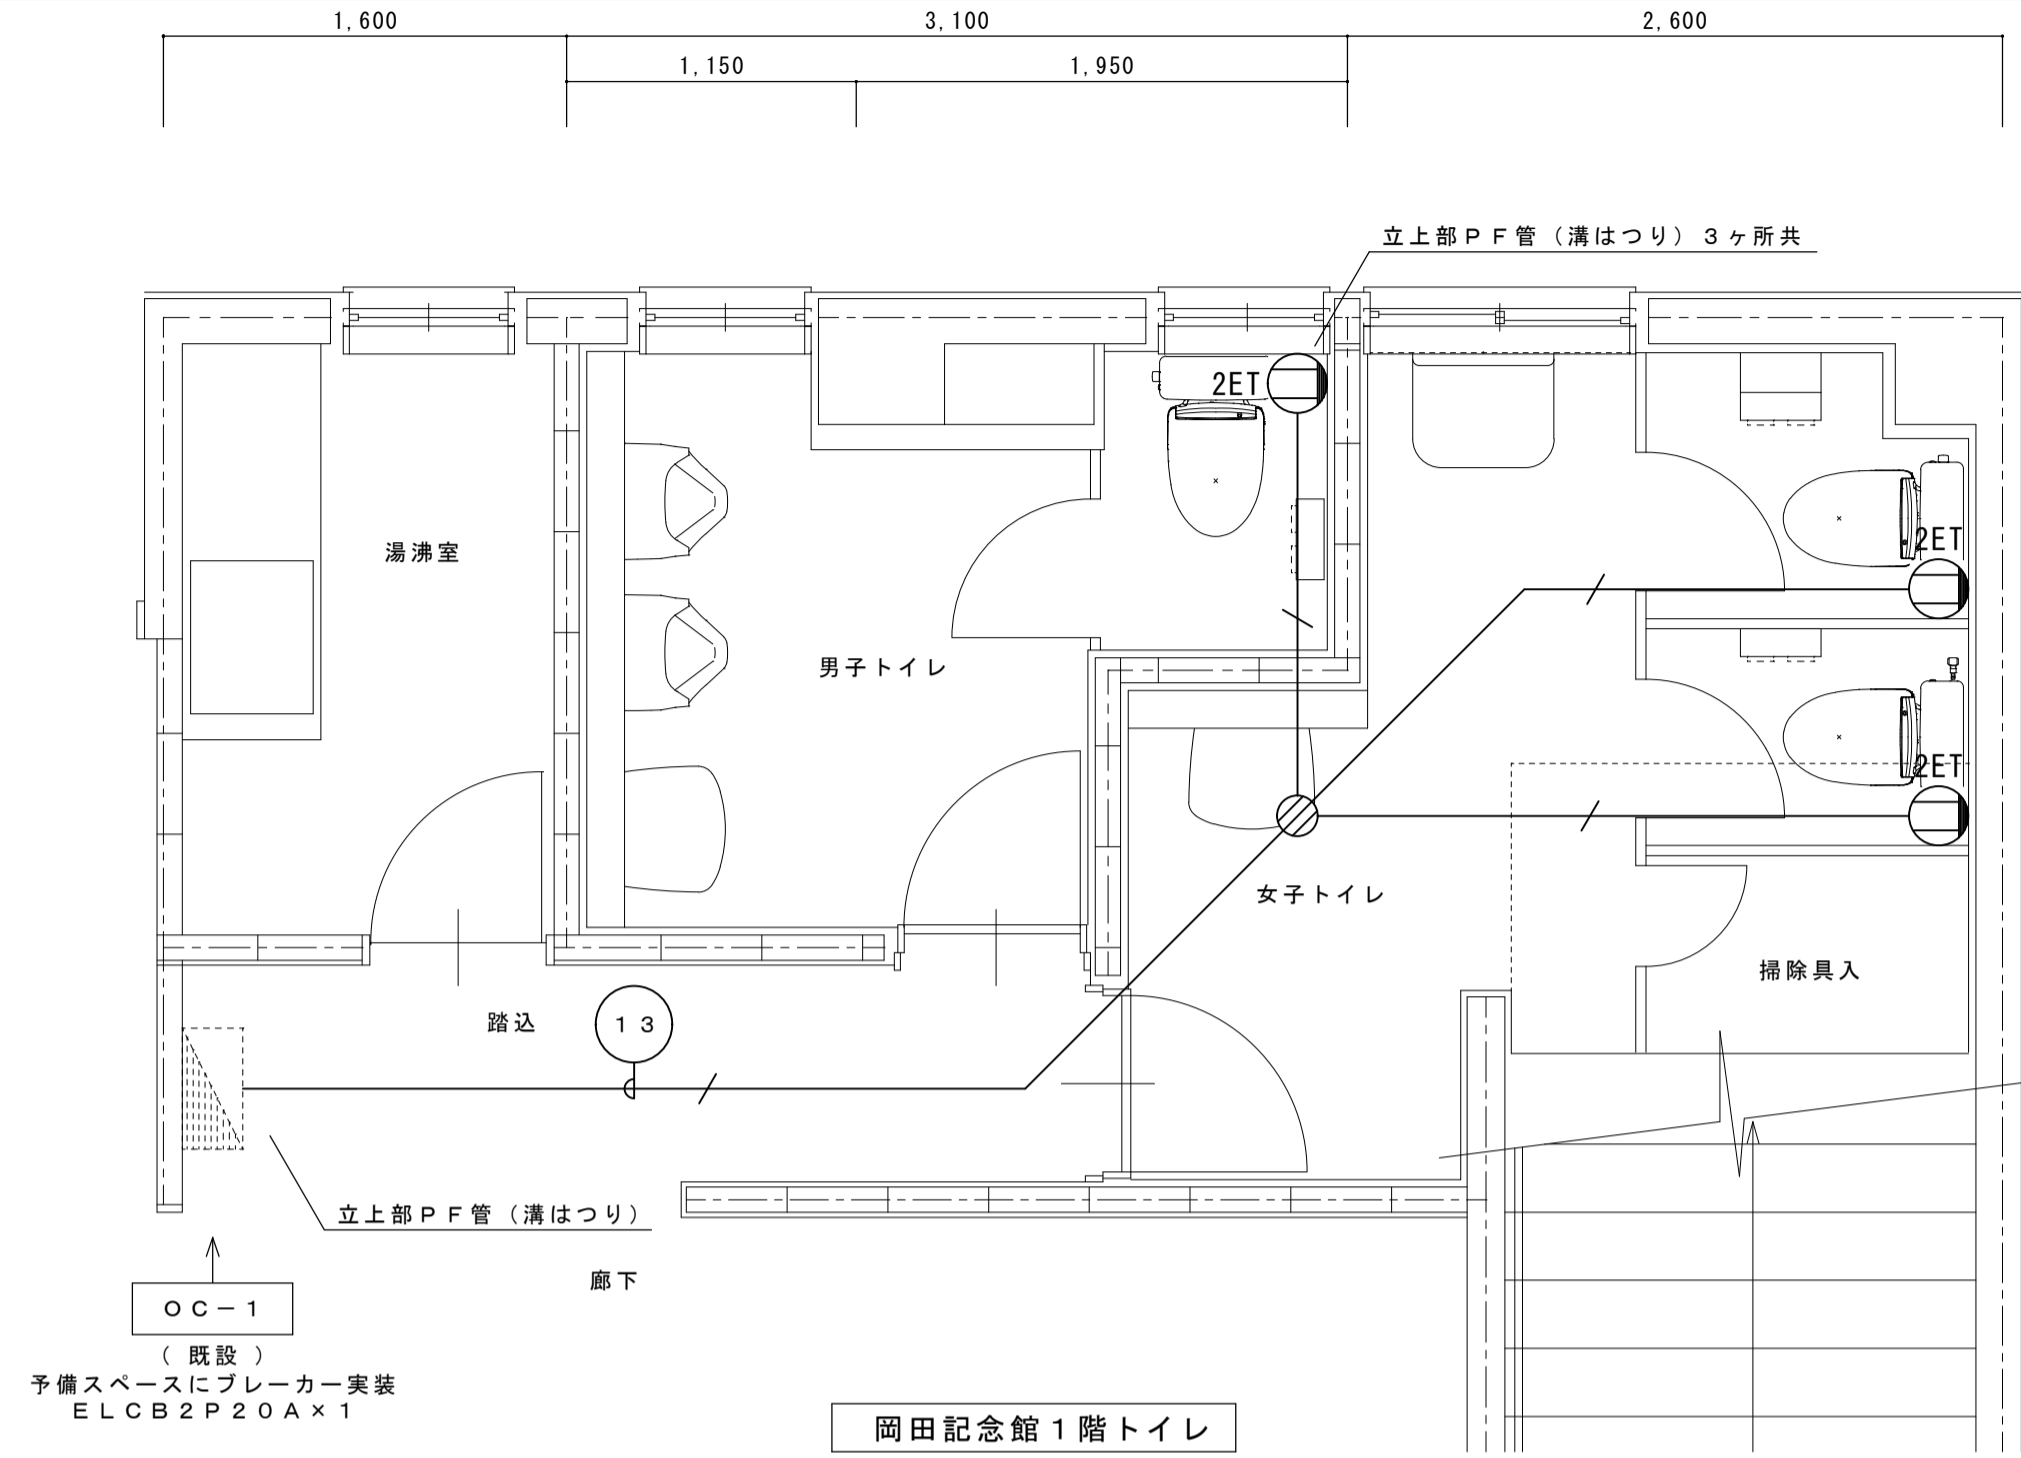 1,600
3,100
2,600
1,150
1,950
立上部ＰＦ管（溝はつり）３ヶ所共
2ET
2ET
湯沸室
男子トイレ
2ET
女子トイレ
掃除具入
踏込
１３
立上部ＰＦ管（溝はつり）
廊下
ＯＣ－１
（ 既設 ）
予備スペースにブレーカー実装
ＥＬＣＢ２Ｐ２０Ａ×１
岡田記念館１階トイレ